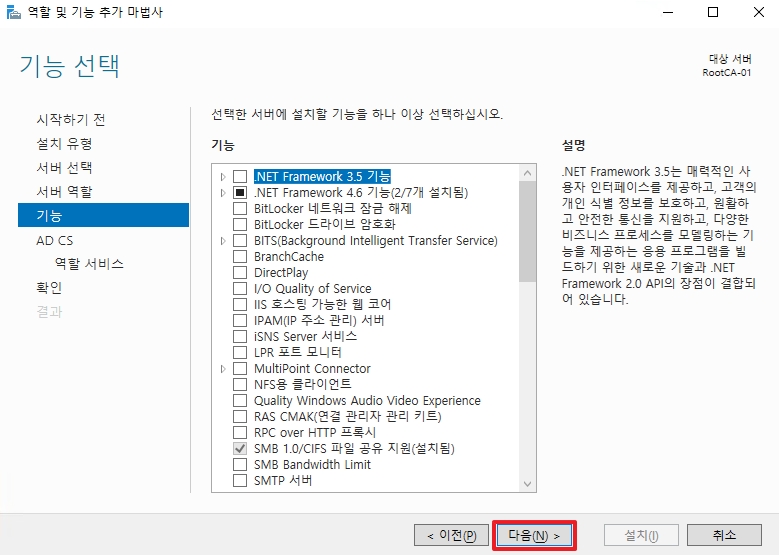 역할 및 기능 추가 마법사
기능 선택
대상 서버
RootCA-01
시작하기 전
설치 유형
서버 선택
서버 역할
기능
AD CS
역할 서비스
확인
결과
선택한 서버에 설치할 기능을 하나 이상 선택하십시오.
기능
.NET Framework 3.5 기능
.NET Framework 4.6 기능(2/7개 설치됨)
BitLocker 네트워크 잠금 해제
BitLocker 드라이브 암호화
BITS(Background Intelligent Transfer Service)
BranchCache
DirectPlay
I/O Quality of Service
IIS 호스팅 가능한 웹 코어
IPAM(IP 주소 관리) 서버
iSNS Server 서비스
LPR 포트 모니터
MultiPoint Connector
NFS용 클라이언트
Quality Windows Audio Video Experience
RAS CMAK(연결 관리자 관리 키트)
RPC over HTTP 프록시
SMB 1.0/CIFS 파일 공유 지원(설치됨)
SMB Bandwidth Limit
SMTP 서버
설명
.NET Framework 3.5는 매력적인 사
용자 인터페이스를 제공하고, 고객의
개인 식별 정보를 보호하고, 원활하
고 안전한 통신을 지원하고, 다양한
비즈니스 프로세스를 모델링하는 기
능을 제공하는 응용 프로그램을 빌
드하기 위한 새로운 기술과 .NET
Framework 2.0 API의 장점이 결합되
어 있습니다.
< 이전(P)
다음(N) >
설치(I)
취소